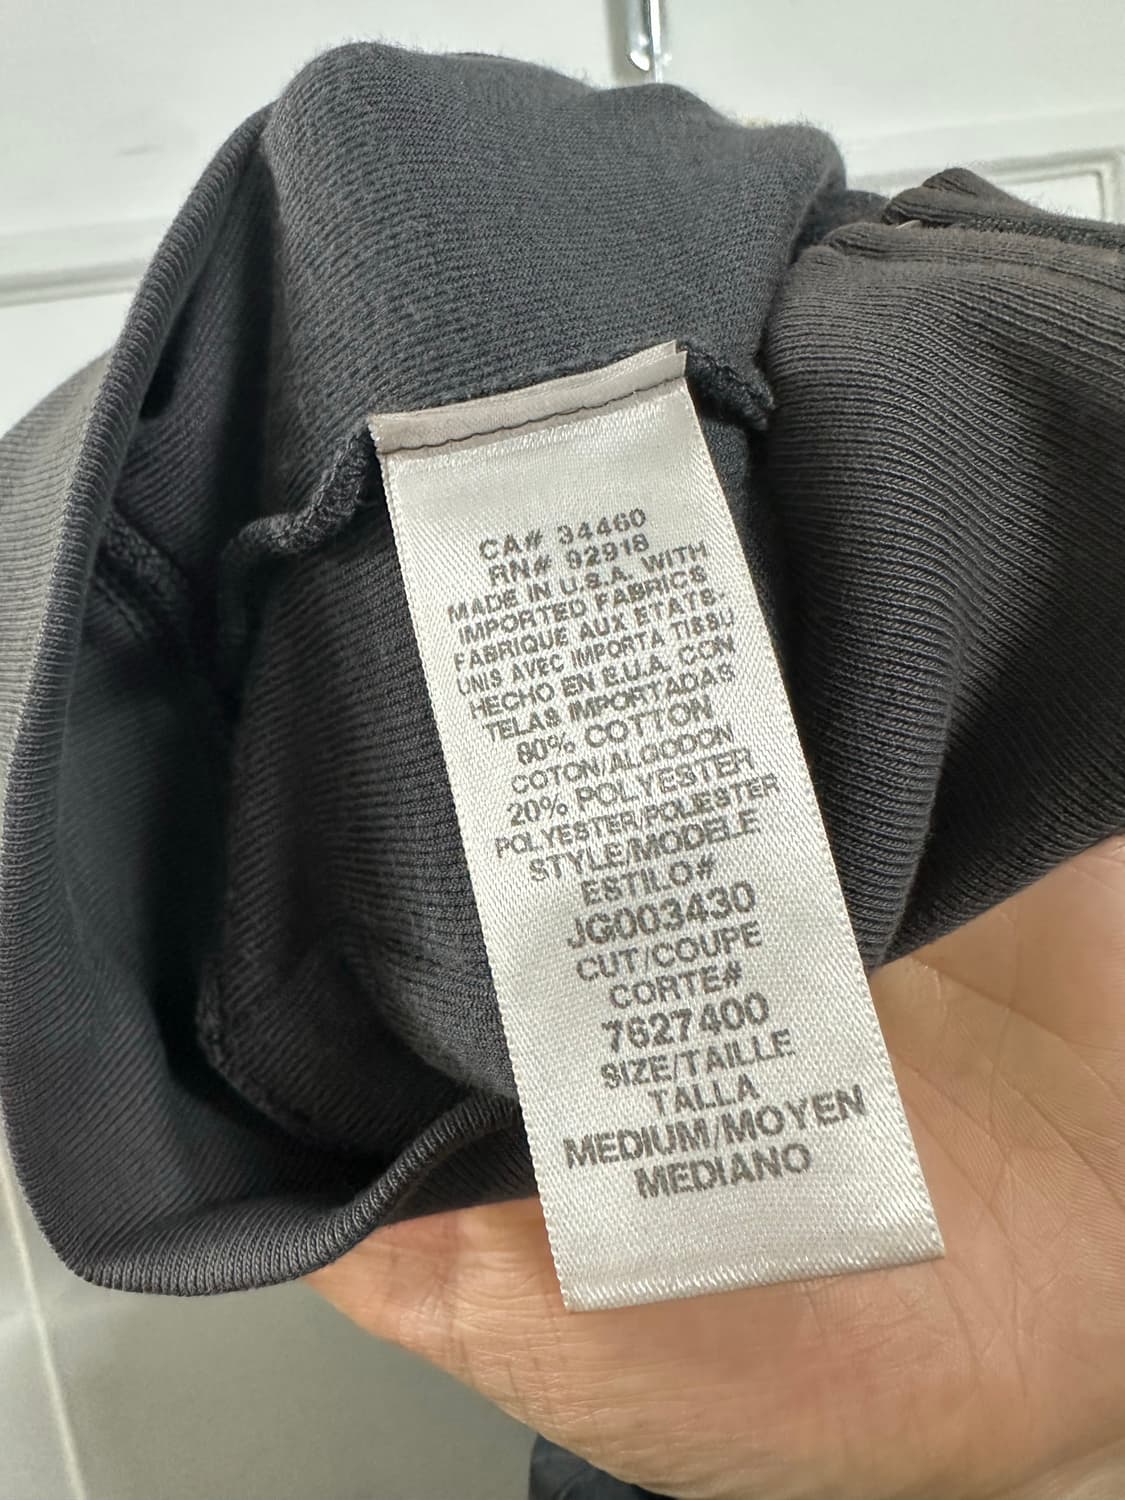 CA# 34460
RN# 92918
MADE IN U.S.A. WITH
IMPORTED FABRICS
FABRIQUE AUX ETATS-
UNIS AVEC IMPORTA TISSU
HECHO EN E.U.A. CON
TELAS IMPORTADAS
80% COTTON
COTON/ALGODON
20% POLYESTER
POLYESTER/POLIESTER
STYLE/MODELE
ESTILO#
JG003430
CUT/COUPE
CORTE#
7627400
SIZE/TAILLE
TALLA
MEDIUM/MOYEN
MEDIANO